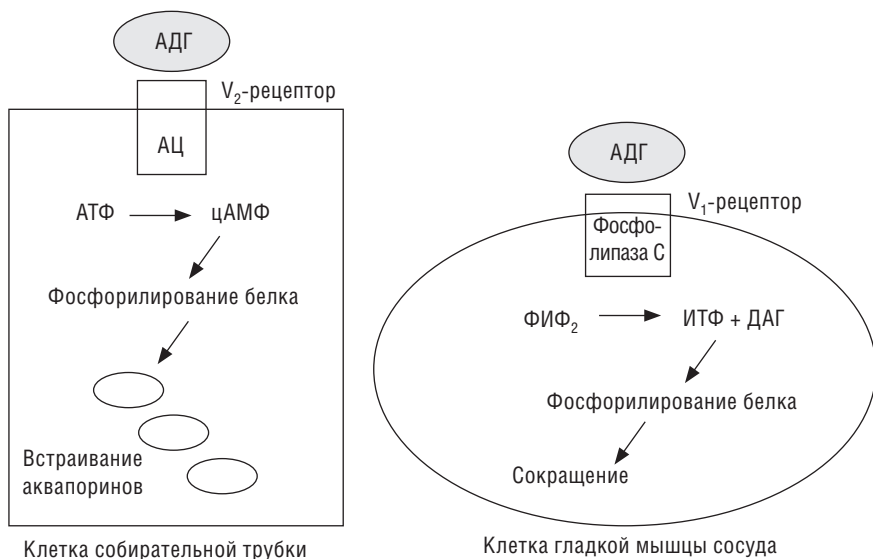 АДГ
V₂-рецептор
АЦ
АТФ
цАМФ
Фосфорилирование белка
Встраивание
аквапоринов
Клетка собирательной трубки
АДГ
V₁-рецептор
Фосфо-
липаза С
ФИФ₂
ИТФ + ДАГ
Фосфорилирование белка
Сокращение
Клетка гладкой мышцы сосуда